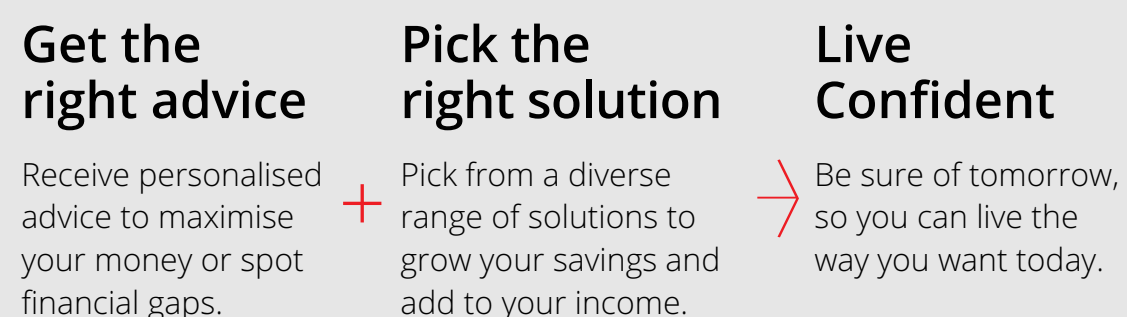 Get the
right advice
Receive personalised
advice to maximise
your money or spot
financial gaps.
+
Pick the
right solution
Pick from a diverse
range of solutions to
grow your savings and
add to your income.
Live
Confident
Be sure of tomorrow,
so you can live the
way you want today.